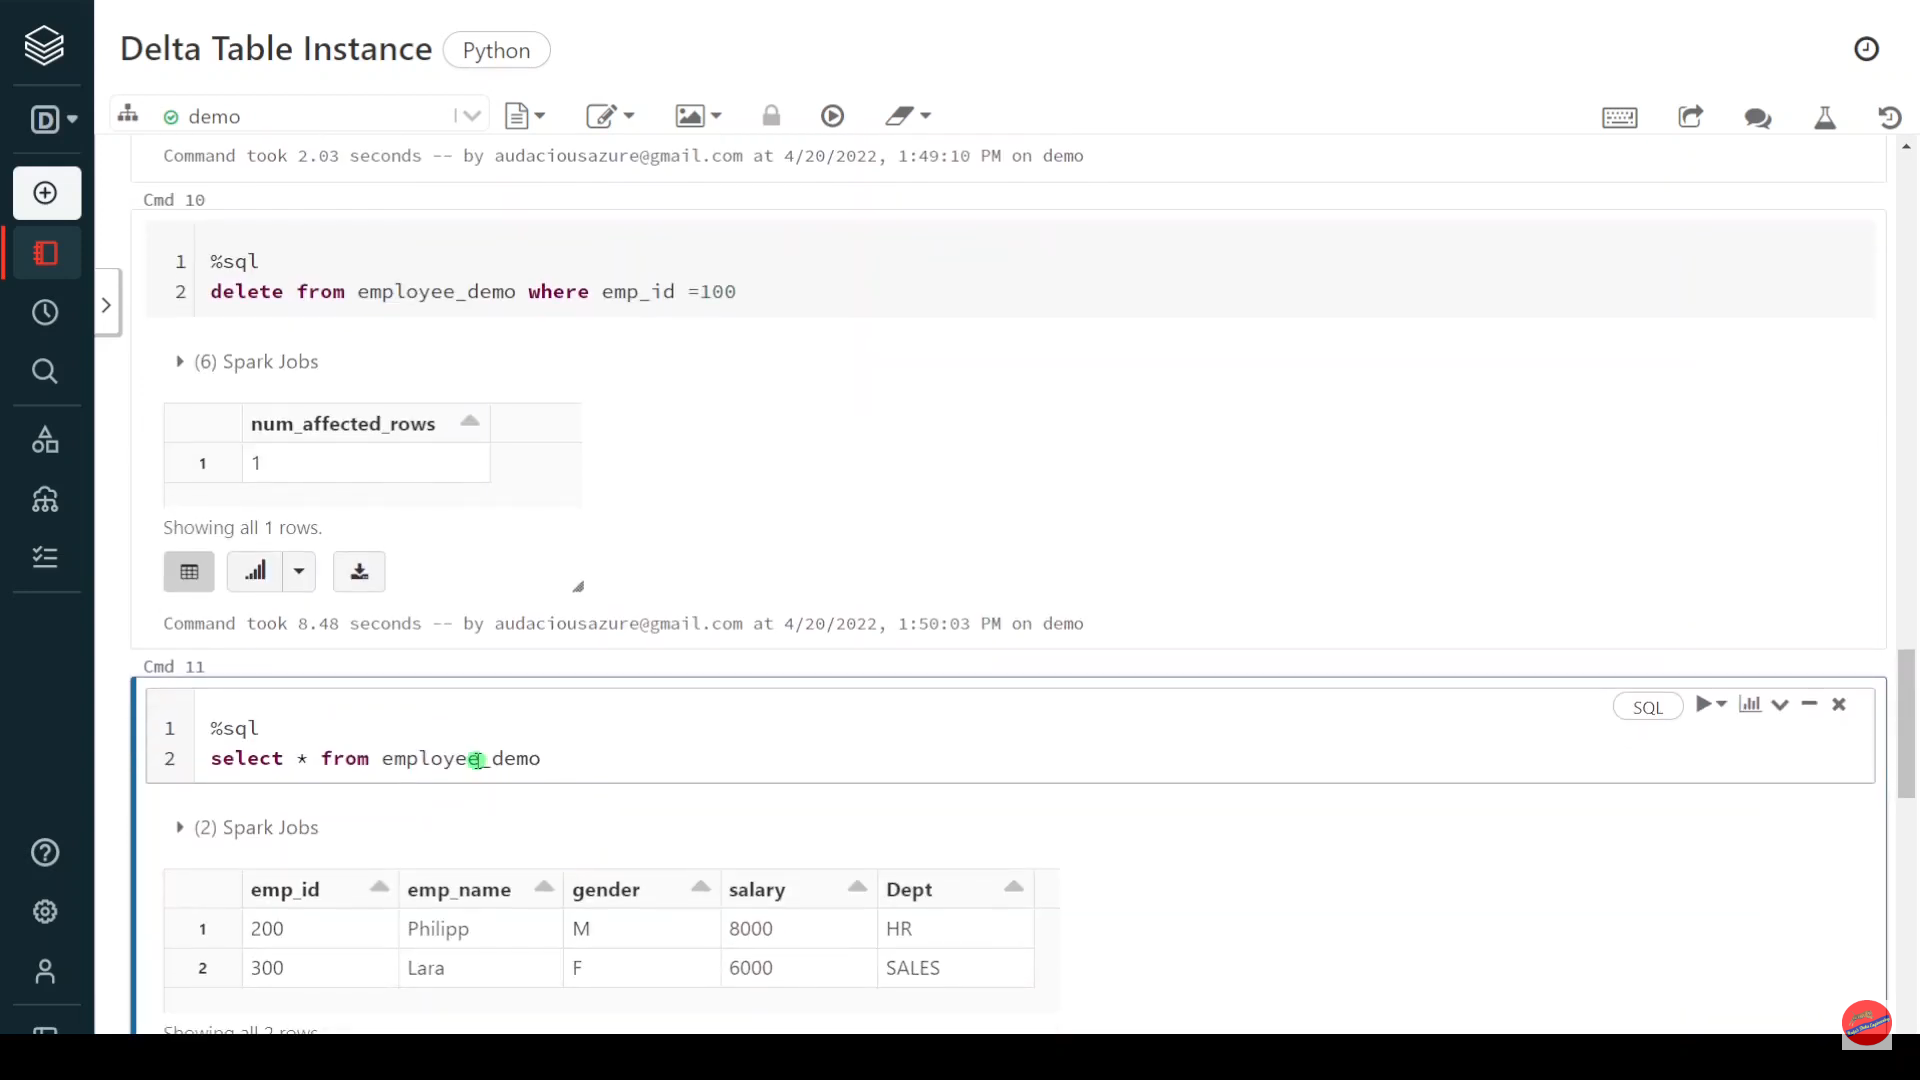 Delta Table Instance Python
demo
Command took 2.03 seconds -- by audaciousazure@gmail.com at 4/20/2022, 1:49:10 PM on demo
Cmd 10
1 %sql
2 delete from employee_demo where emp_id =100
(6) Spark Jobs
num_affected_rows
1 1
Showing all 1 rows.
Command took 8.48 seconds -- by audaciousazure@gmail.com at 4/20/2022, 1:50:03 PM on demo
Cmd 11
SQL
1 %sql
2 select * from employee_demo
(2) Spark Jobs
emp_id emp_name gender salary Dept
1 200 Philipp M 8000 HR
2 300 Lara F 6000 SALES
Showing all 2 rows